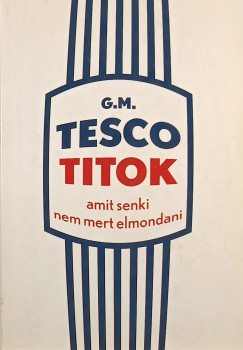 G.M.
TESCO
TITOK
amit senki
nem mert elmondani